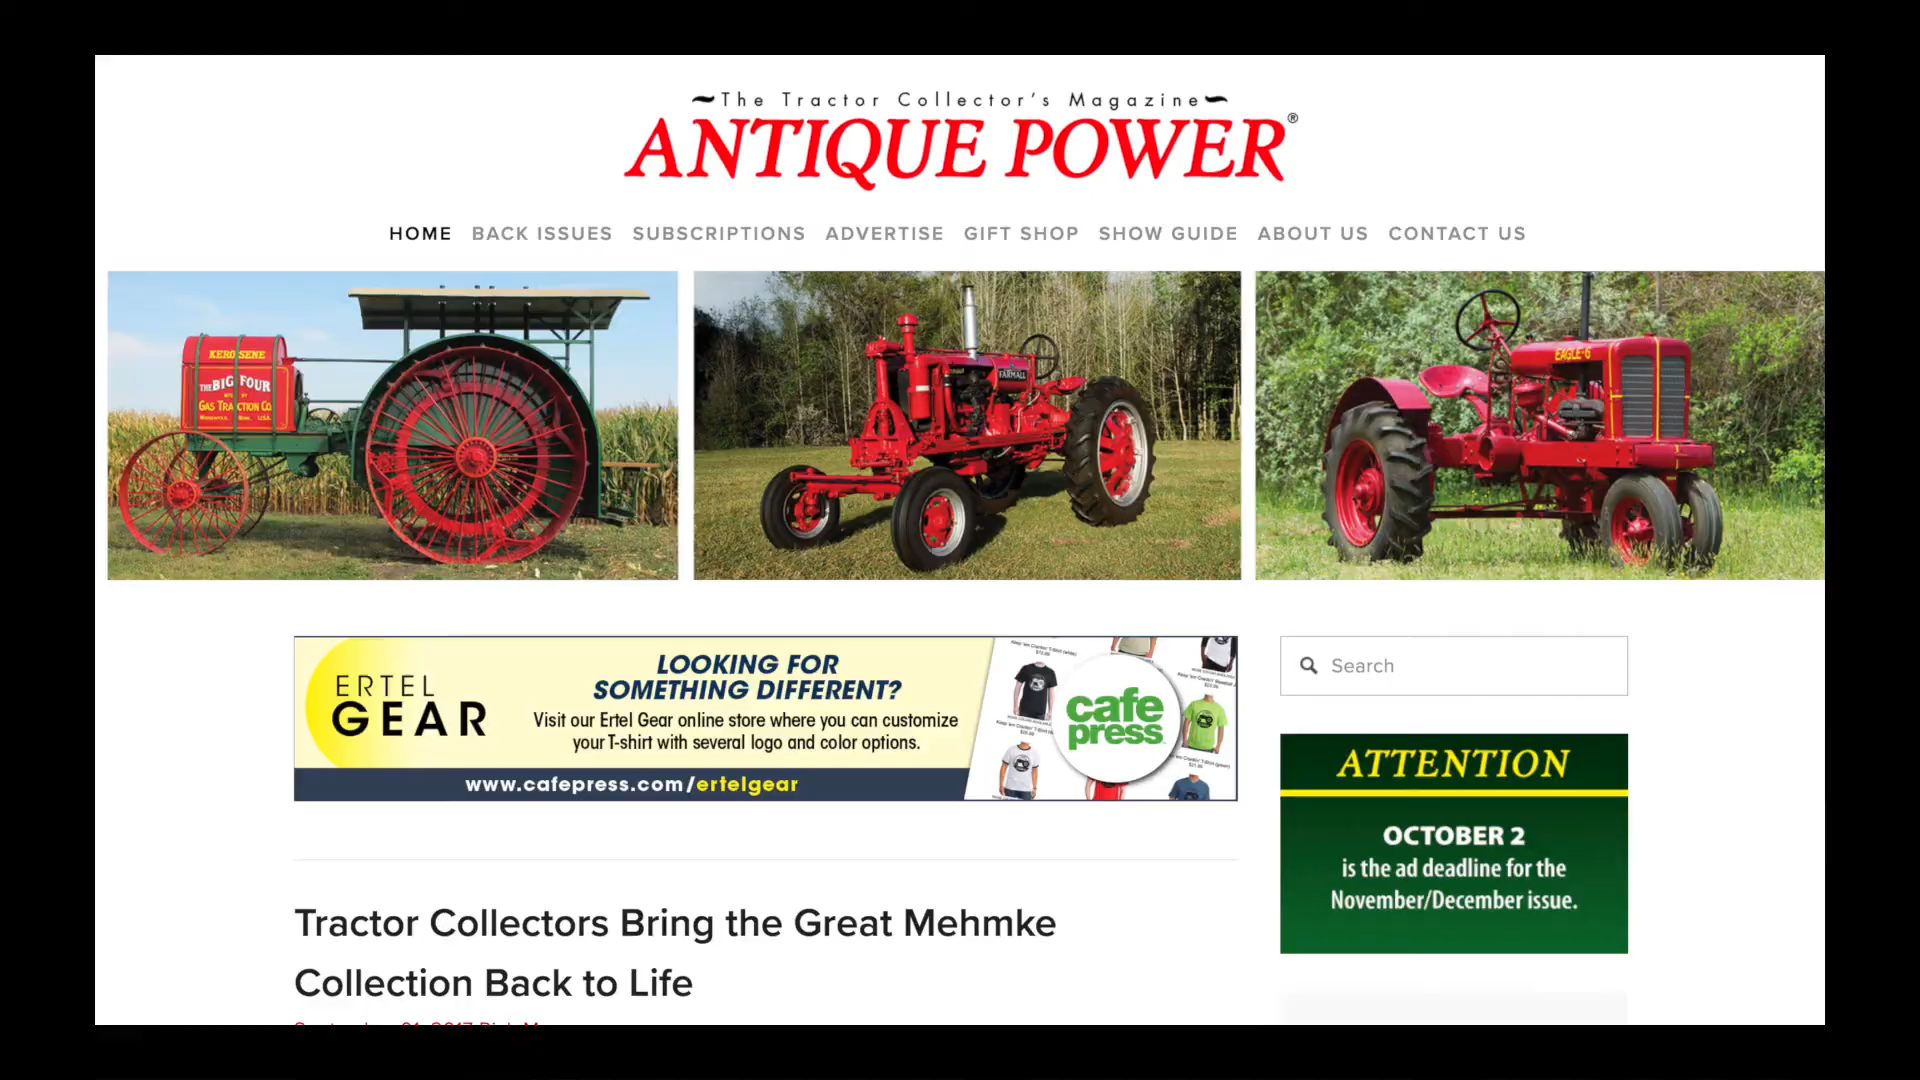 The Tractor Collector's Magazine
ANTIQUE POWER®
HOME BACK ISSUES SUBSCRIPTIONS ADVERTISE GIFT SHOP SHOW GUIDE ABOUT US CONTACT US
KEROSENE
THE BIG FOUR
GAS TRACTION CO.
FARMALL
EAGLE-6
ERTEL
GEAR
LOOKING FOR
SOMETHING DIFFERENT?
Visit our Ertel Gear online store where you can customize
your T-shirt with several logo and color options.
www.cafepress.com/ertelgear
cafe
press
Search
ATTENTION
OCTOBER 2
is the ad deadline for the
November/December issue.
Tractor Collectors Bring the Great Mehmke
Collection Back to Life